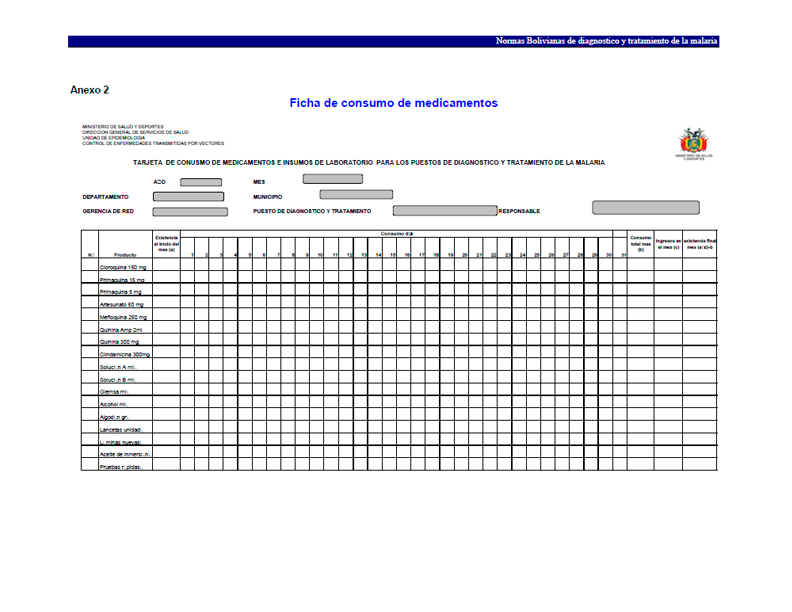 Normas Bolivianas de diagnostico y tratamiento de la malaria
Anexo 2
Ficha de consumo de medicamentos
MINISTERIO DE SALUD Y DEPORTES
DIRECCION GENERAL DE SERVICIOS DE SALUD
UNIDAD DE EPIDEMIOLOGIA
CONTROL DE ENFERMEDADES TRANSMITIDAS POR VECTORES
MINISTERIO DE SALUD
Y DEPORTES
TARJETA DE CONUSMO DE MEDICAMENTOS E INSUMOS DE LABORATORIO PARA LOS PUESTOS DE DIAGNOSTICO Y TRATAMIENTO DE LA MALARIA
MES
DEPARTAMENTO MUNICIPIO
GERENCIA DE RED PUESTO DE DIAGNOSTICO Y TRATAMIENTO RESPONSABLE
Producto
Existencia
al inicio del
mes (a)
Consumo
1 2 3 4 5 6 7 8 9 10 11 12 13 14 15 16 17 18 19 20 21 22 23 24 25 26 27 28 29 30 31
Consumo
total mes
(b)
Ingresos en
el mes (c)
existencia final
Cloroquina 150 mg
Primaquina 15 mg
Primaquina 5 mg
Artesunato 50 mg
Mefloquina 250 mg
Quinina Amp 2ml
Quinina 300 mg
Clindamicina 300mg
Soluci.n A ml.
Soluci.n B ml.
Giemsa ml.
Alcohol ml.
Algod.n gr.
Lancetas unidad.
L.minas nuevas.
Aceite de inmersi.n.
Pruebas r.pidas.